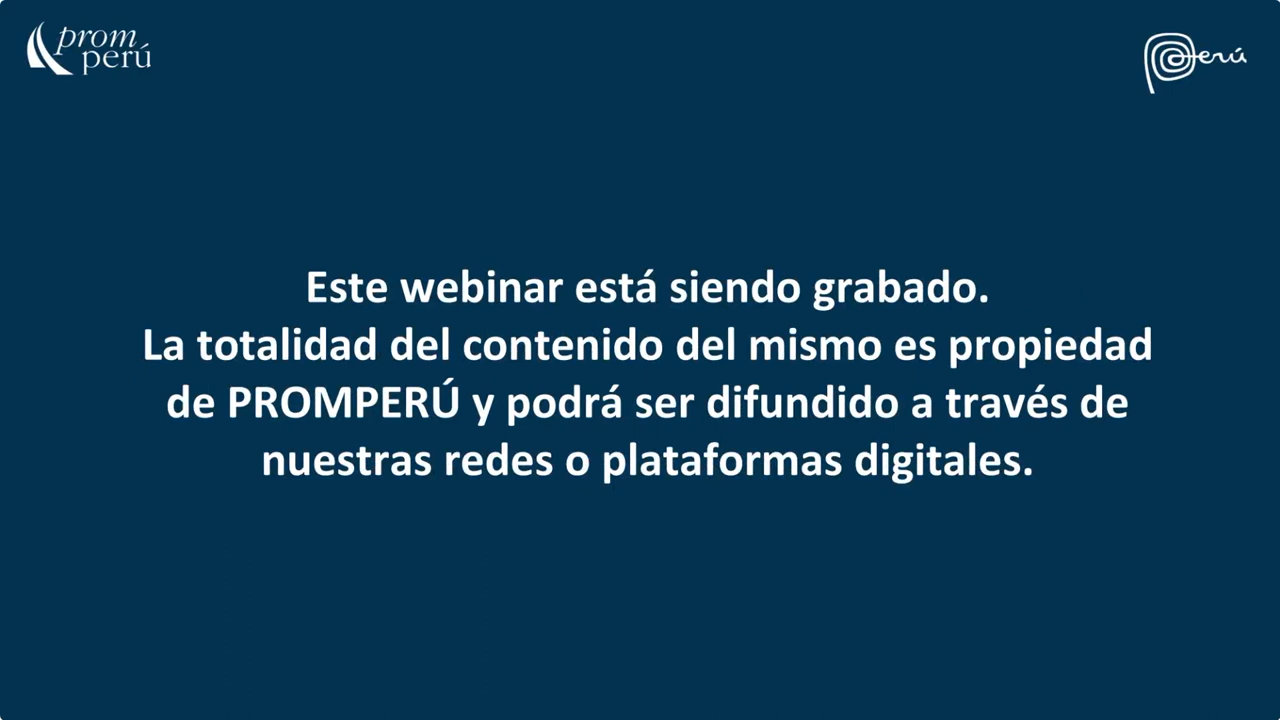 prom
perú
Perú
Este webinar está siendo grabado.
La totalidad del contenido del mismo es propiedad
de PROMPERÚ y podrá ser difundido a través de
nuestras redes o plataformas digitales.